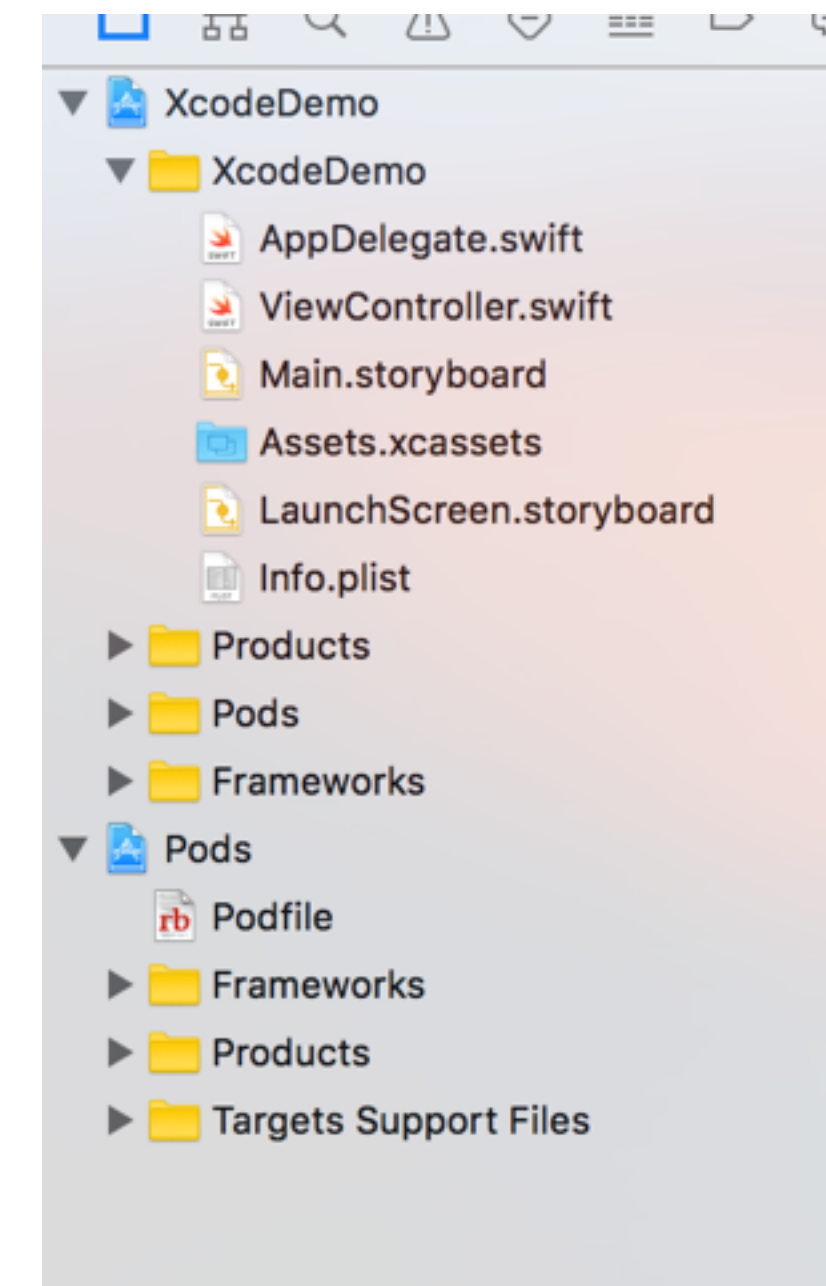 XcodeDemo
XcodeDemo
AppDelegate.swift
ViewController.swift
Main.storyboard
Assets.xcassets
LaunchScreen.storyboard
Info.plist
Products
Pods
Frameworks
Pods
rb Podfile
Frameworks
Products
Targets Support Files